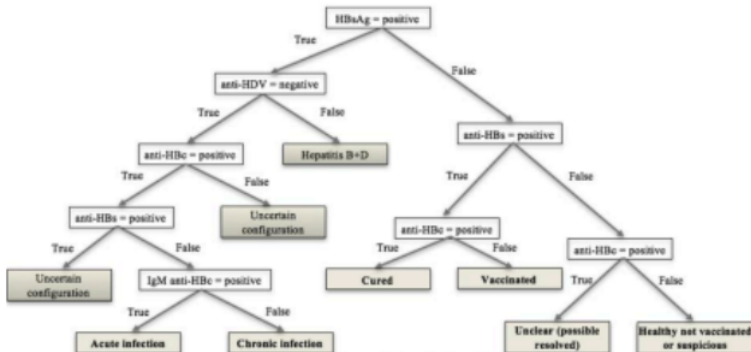 HBsAg = positive
True
False
anti-HDV = negative
True
False
anti-HBs = positive
anti-HBc = positive
Hepatitis B+D
True
False
True
False
anti-HBs = positive
Uncertain
configuration
anti-HBc = positive
anti-HBc = positive
True
False
True
False
Uncertain
configuration
IgM anti-HBc = positive
Cured
Vaccinated
True
False
True
False
Acute infection
Chronic infection
Unclear (possible
resolved)
Healthy not vaccinated
or suspicious